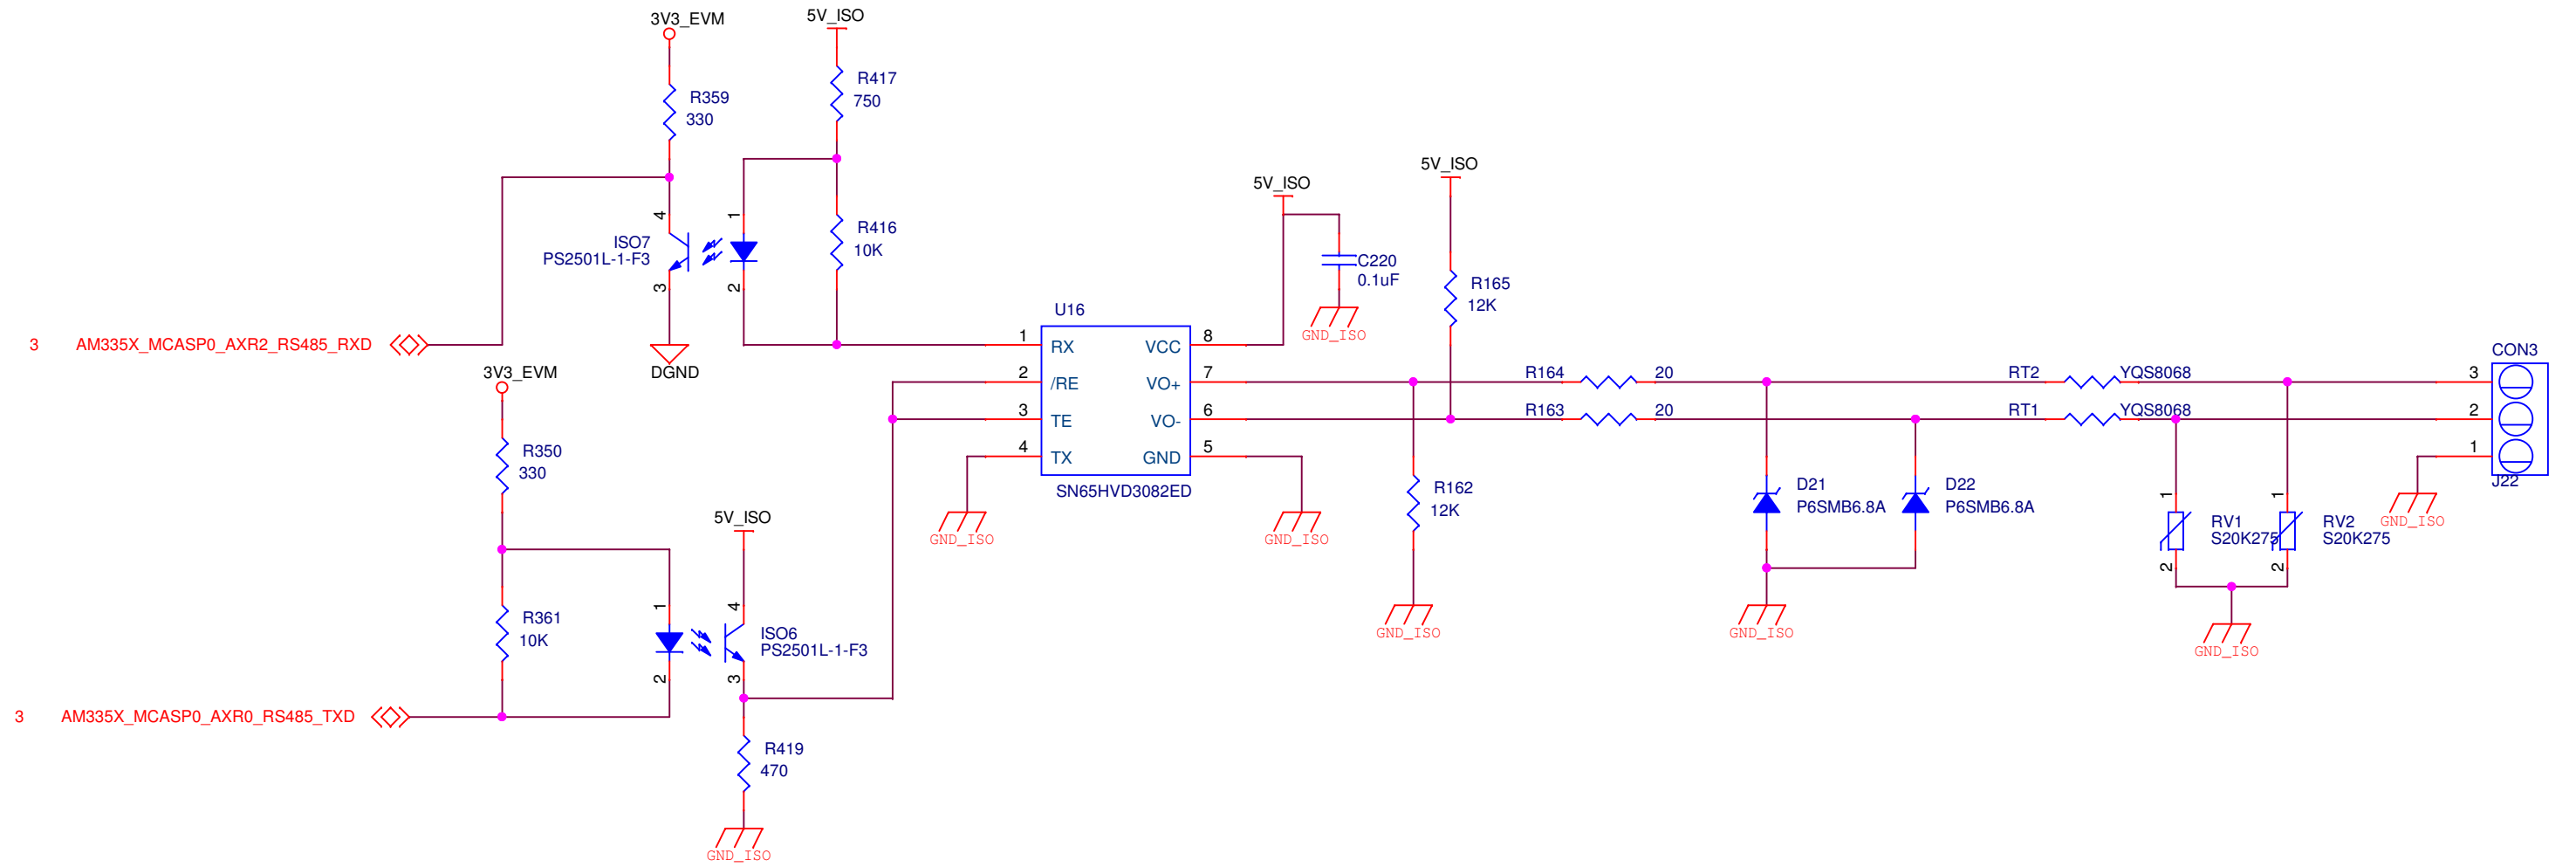 3V3_EVM
5V_ISO
R417
750
R359
330
5V_ISO
5V_ISO
4
1
R416
10K
ISO7
PS2501L-1-F3
3
2
C220
0.1uF
GND_ISO
R165
12K
U16
3 AM335X_MCASP0_AXR2_RS485_RXD
DGND
3V3_EVM
1 RX VCC 8
2 /RE VO+ 7
3 TE VO- 6
4 TX GND 5
SN65HVD3082ED
R164 20
R163 20
RT2 YQS8068
RT1 YQS8068
CON3
3
2
1
J22
R350
330
5V_ISO
GND_ISO
GND_ISO
R162
12K
D21
P6SMB6.8A
D22
P6SMB6.8A
1
1
RV1
S20K275
RV2
S20K275
2
2
GND_ISO
R361
10K
1
4
ISO6
PS2501L-1-F3
2
3
GND_ISO
GND_ISO
GND_ISO
3 AM335X_MCASP0_AXR0_RS485_TXD
R419
470
GND_ISO